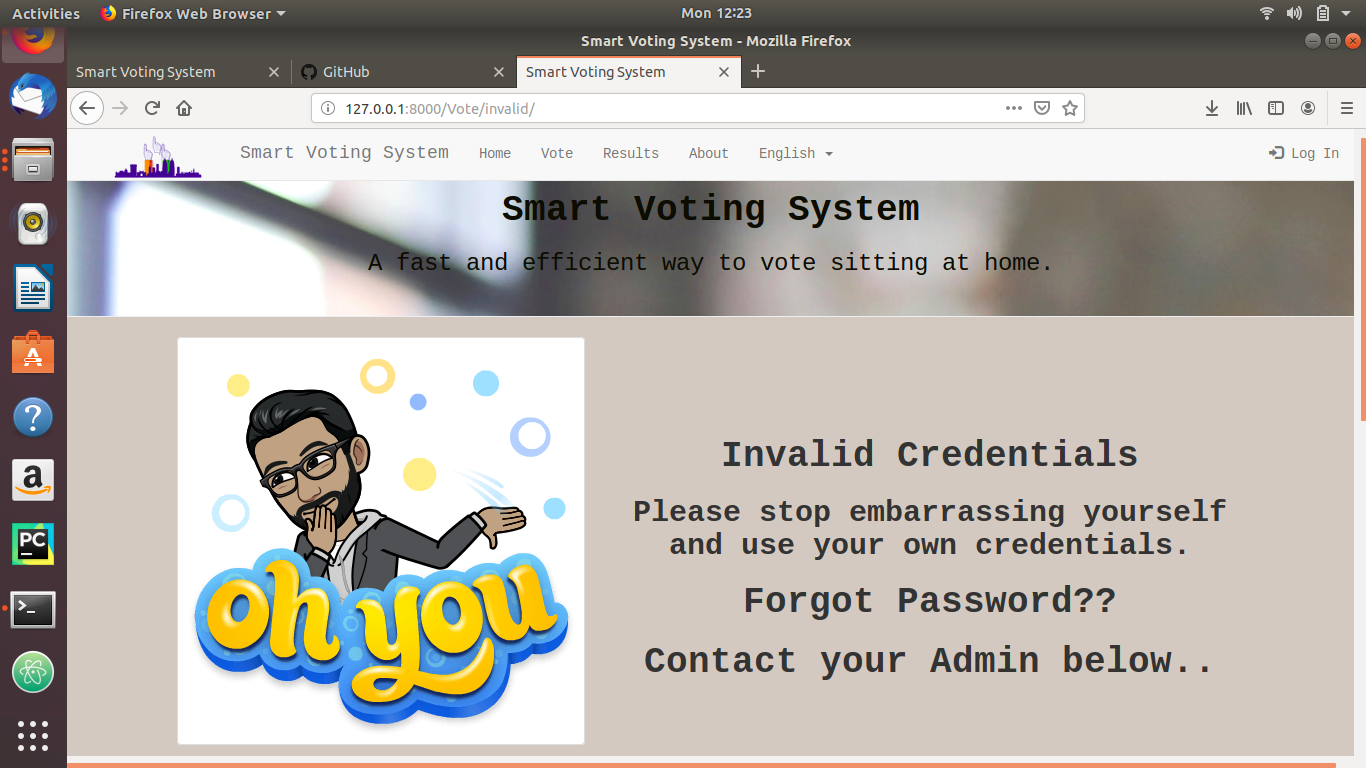 Activities Firefox Web Browser Mon 12:23
Smart Voting System - Mozilla Firefox
Smart Voting System GitHub Smart Voting System
127.0.0.1:8000/Vote/invalid/
Smart Voting System Home Vote Results About English Log In
Smart Voting System
A fast and efficient way to vote sitting at home.
Invalid Credentials
Please stop embarrassing yourself
and use your own credentials.
Forgot Password??
Contact your Admin below..
oh you
A
?
a
PC
>_